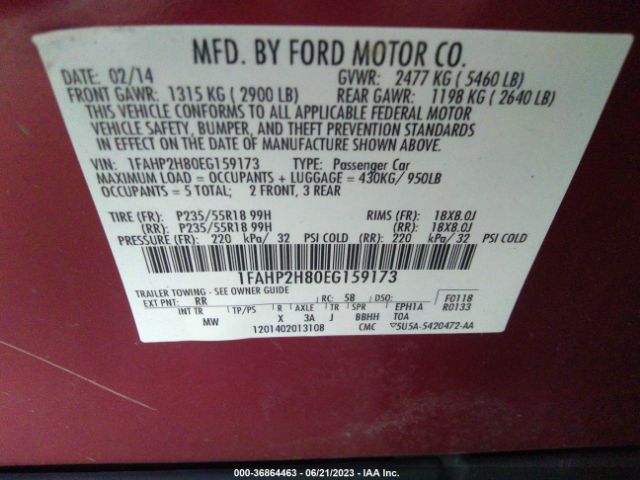 MFD. BY FORD MOTOR CO.
DATE: 02/14 GVWR: 2477 KG ( 5460 LB)
FRONT GAWR: 1315 KG ( 2900 LB) REAR GAWR: 1198 KG ( 2640 LB)
THIS VEHICLE CONFORMS TO ALL APPLICABLE FEDERAL MOTOR
VEHICLE SAFETY, BUMPER, AND THEFT PREVENTION STANDARDS
IN EFFECT ON THE DATE OF MANUFACTURE SHOWN ABOVE.
VIN: 1FAHP2H80EG159173 TYPE: Passenger Car
MAXIMUM LOAD = OCCUPANTS + LUGGAGE = 430KG/ 950LB
OCCUPANTS = 5 TOTAL; 2 FRONT, 3 REAR
TIRE (FR): P235/55R18 99H RIMS (FR): 18X8.0J
(RR): P235/55R18 99H (RR): 18X8.0J
PRESSURE (FR): 220 kPa/ 32 PSI COLD (RR): 220 kPa/ 32 PSI COLD
1FAHP2H80EG159173
TRAILER TOWING - SEE OWNER GUIDE
EXT PNT: RR RC: 58 DSO: F0118
INT TR TP/PS R AXLE TR SPR EPH1A R0133
MW X 3A J BBHH TOA
1201402013108 CMC ▽5U5A-5420472-AA
000-36864463 - 06/21/2023 - IAA Inc.